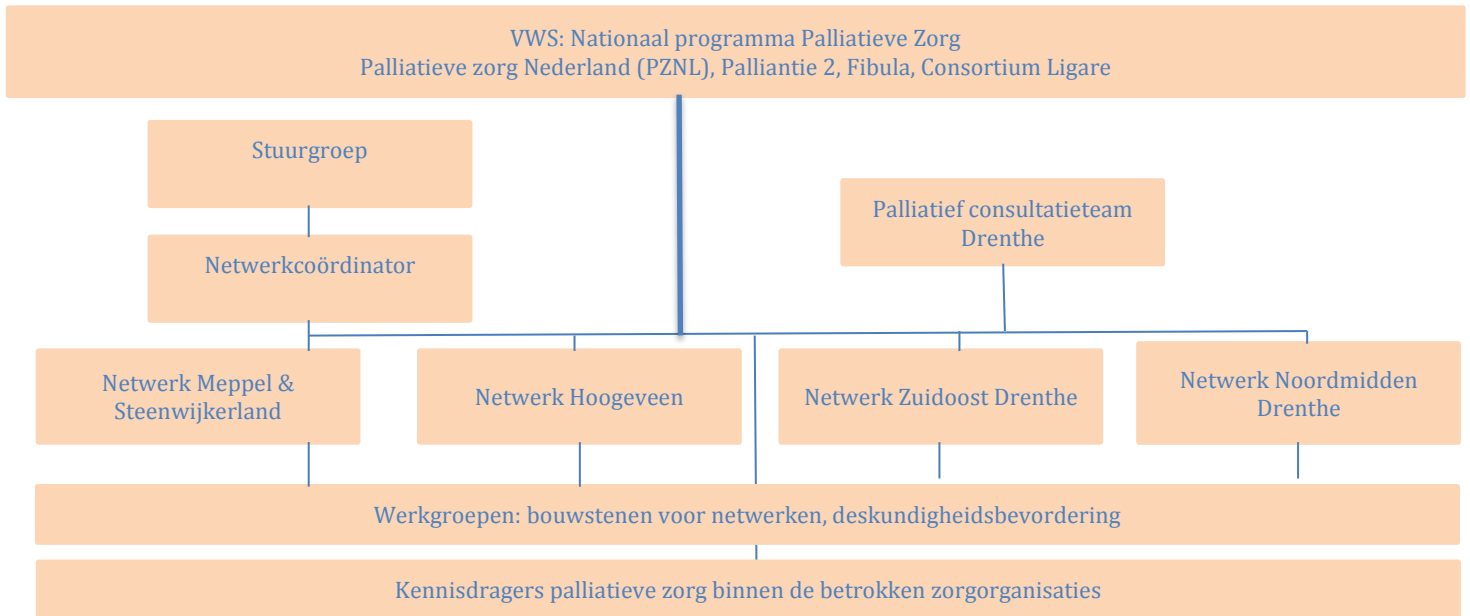 VWS: Nationaal programma Palliatieve Zorg
Palliatieve zorg Nederland (PZNL), Palliantie 2, Fibula, Consortium Ligare
Stuurgroep
Palliatief consultatieteam
Drenthe
Netwerkcoördinator
Netwerk Meppel &
Steenwijkerland
Netwerk Hoogeveen
Netwerk Zuidoost Drenthe
Netwerk Noordmidden
Drenthe
Werkgroepen: bouwstenen voor netwerken, deskundigheidsbevordering
Kennisdragers palliatieve zorg binnen de betrokken zorgorganisaties